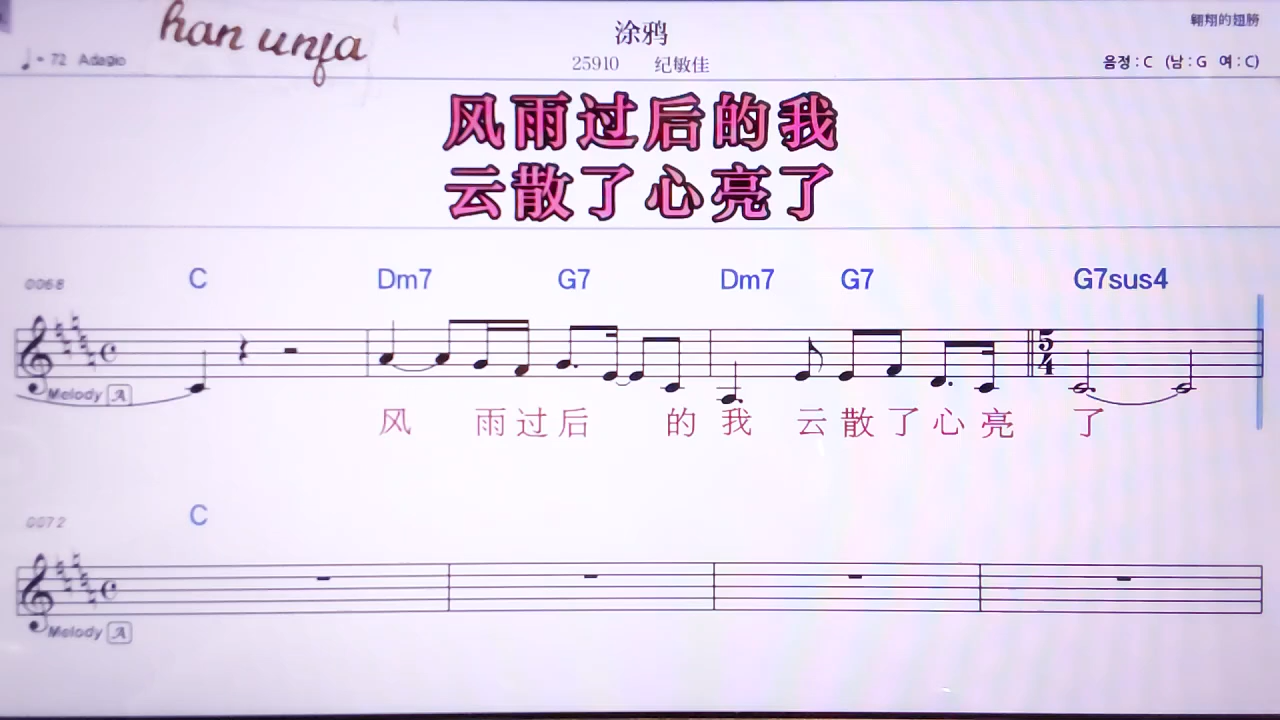 han unja
涂鸦
翱翔的翅膀
♩= 72 Adagio
25910 纪敏佳
음정 : C (남 : G 여 : C)
风雨过后的我
云散了心亮了
0068 C Dm7 G7 Dm7 G7 G7sus4
5
4
Melody A
风 雨过后 的 我 云散了心亮 了
0072 C
Melody A